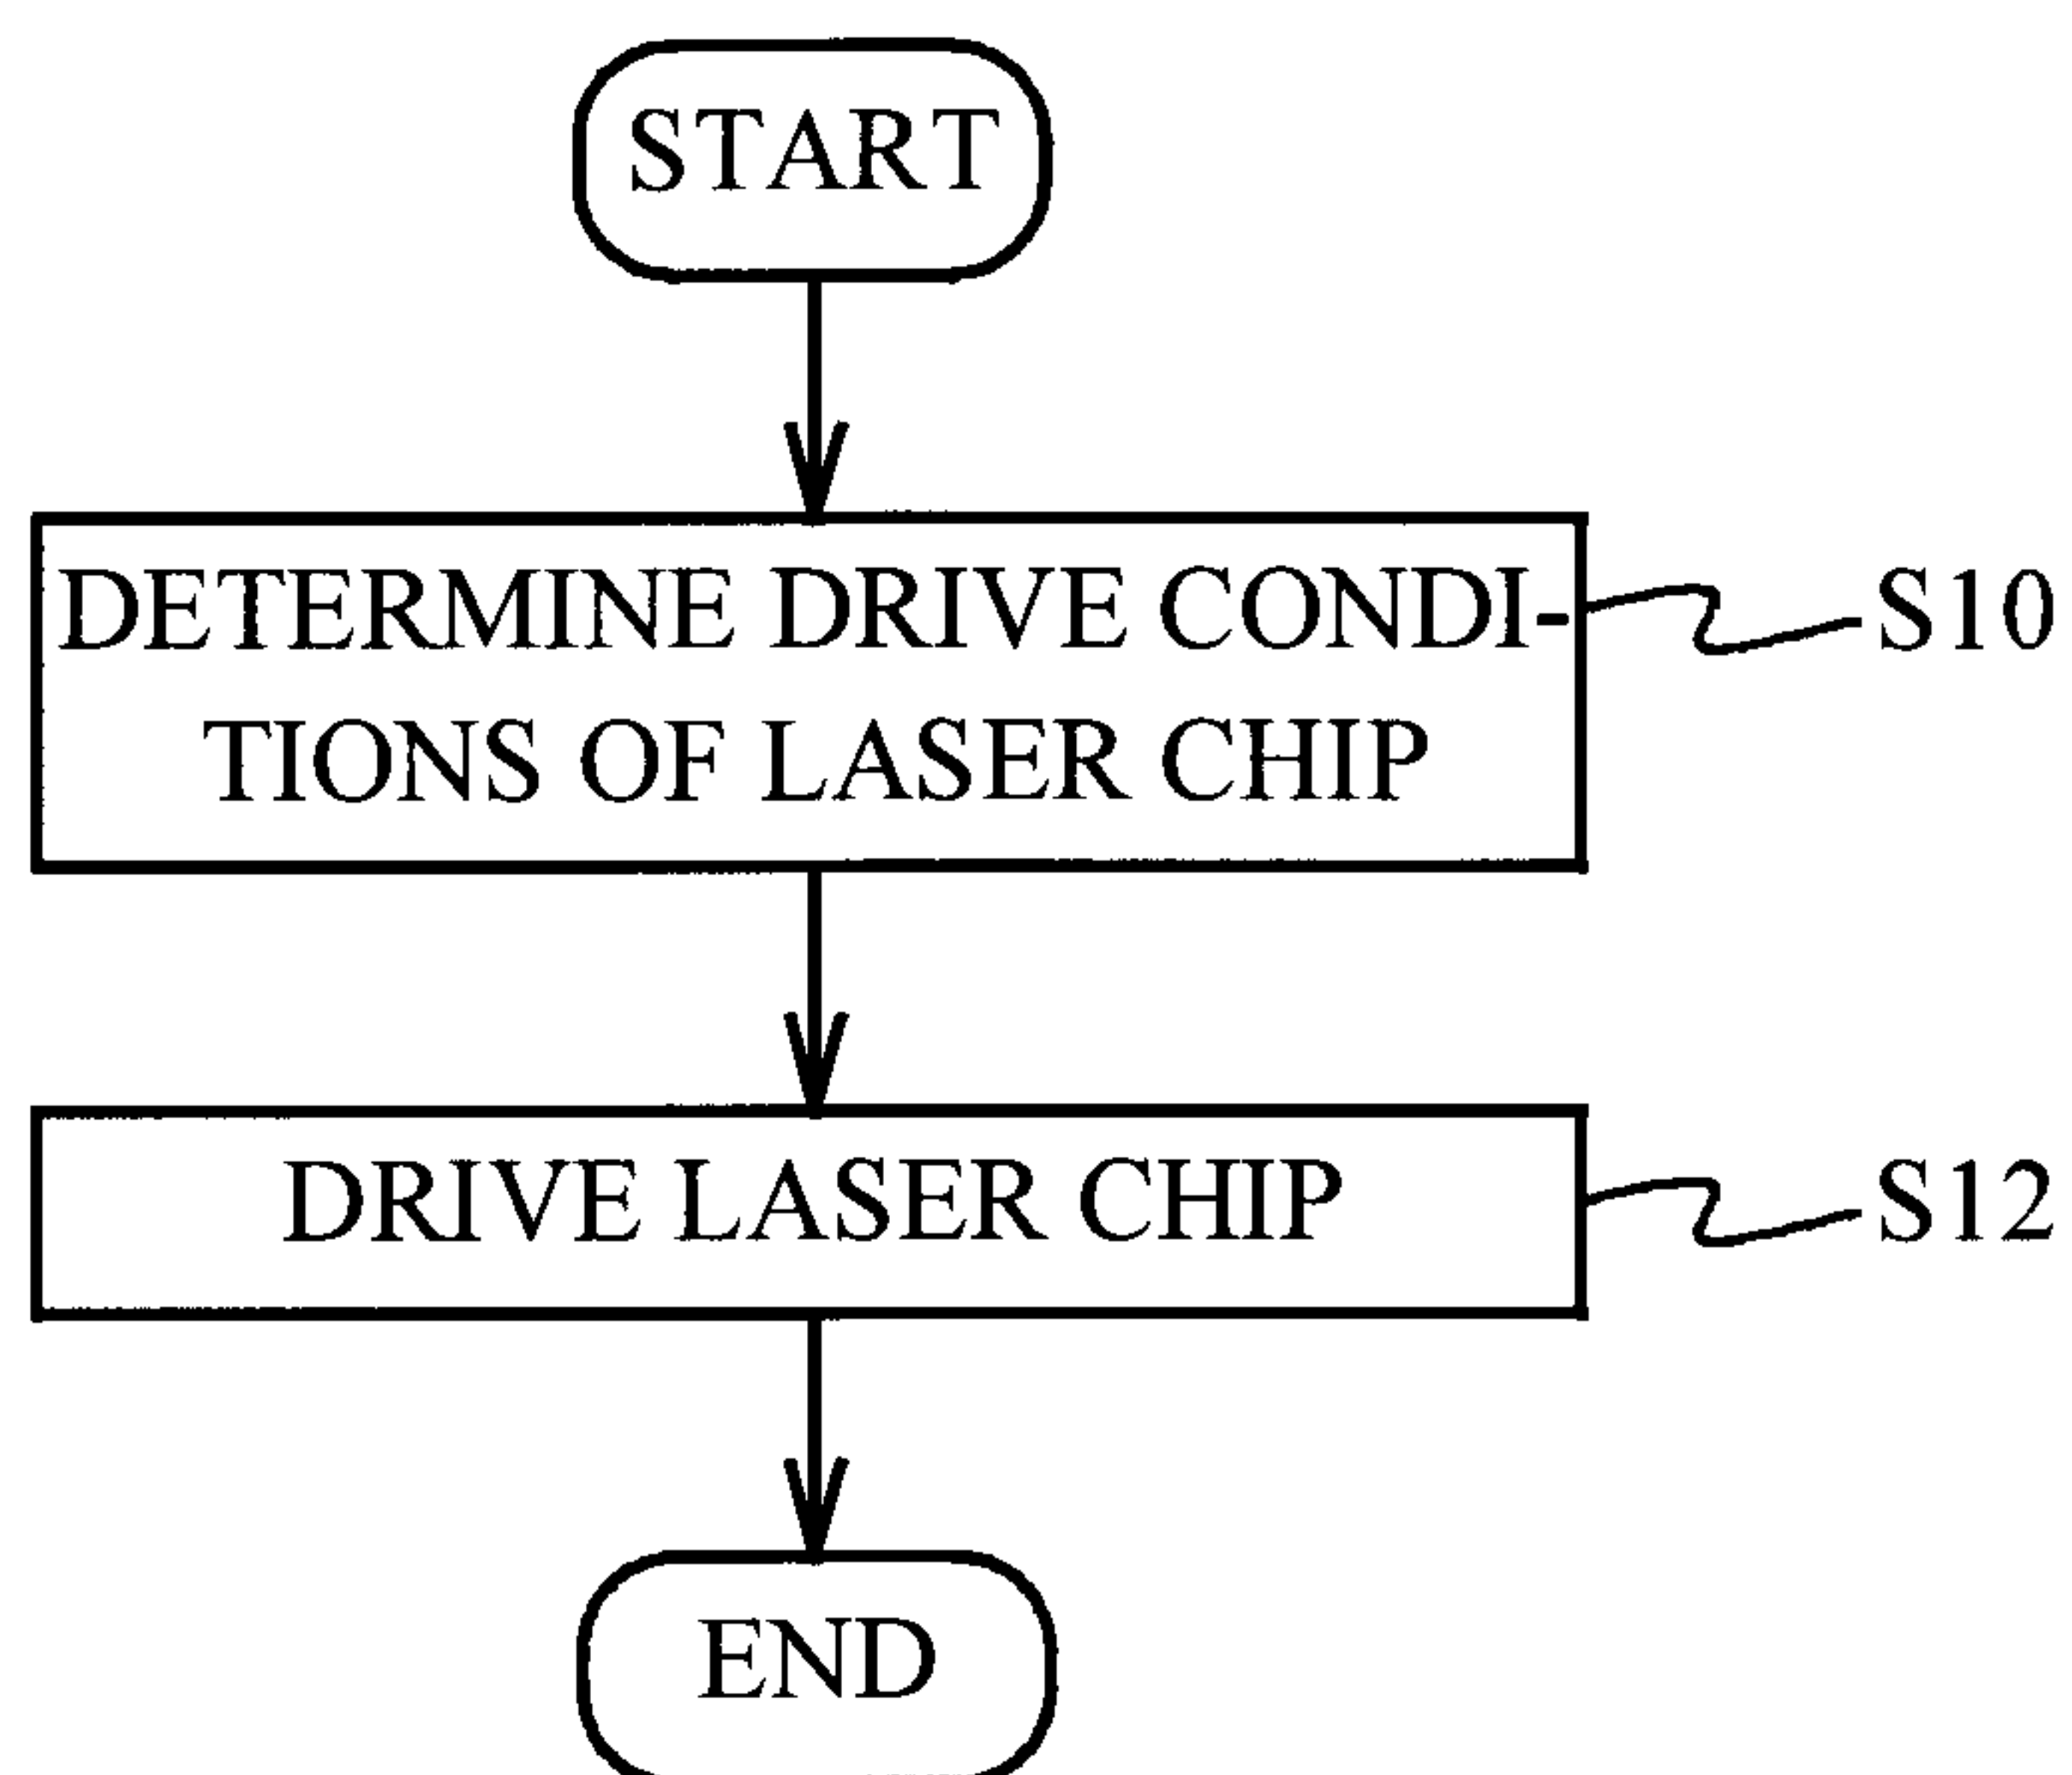 START
DETERMINE DRIVE CONDI-
TIONS OF LASER CHIP
S10
DRIVE LASER CHIP
S12
END